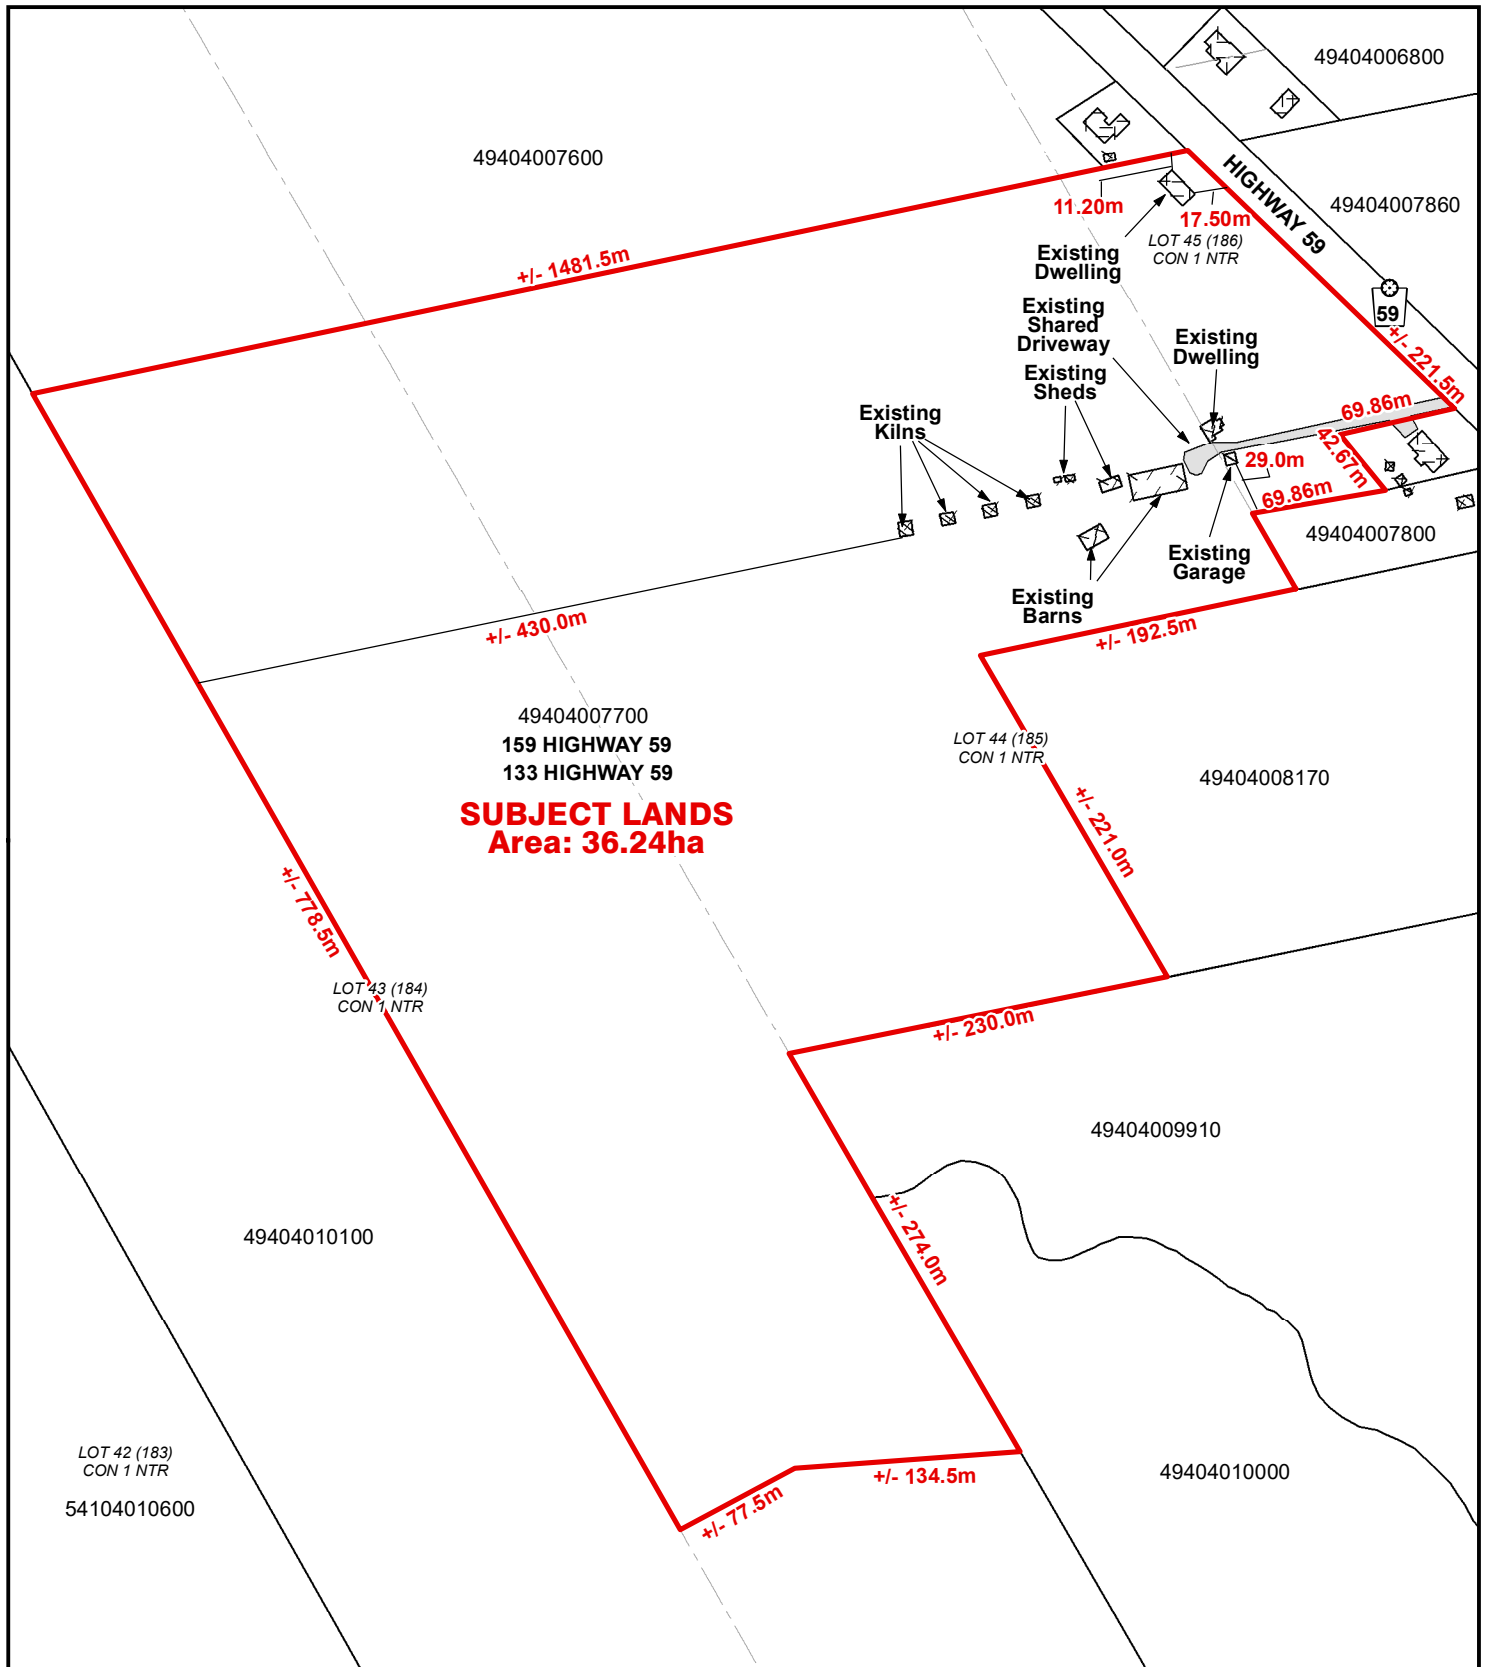 49404006800
49404007600
HIGHWAY 59
49404007860
11.20m
17.50m
LOT 45 (186)
CON 1 NTR
Existing
Dwelling
+/- 1481.5m
Existing
Shared
Driveway
59
Existing
Dwelling
+/- 221.5m
Existing
Sheds
69.86m
Existing
Kilns
42.67m
29.0m
69.86m
49404007800
Existing
Garage
Existing
Barns
+/- 430.0m
+/- 192.5m
49404007700
159 HIGHWAY 59
133 HIGHWAY 59
SUBJECT LANDS
Area: 36.24ha
LOT 44 (185)
CON 1 NTR
49404008170
+/- 221.0m
+/- 778.5m
LOT 43 (184)
CON 1 NTR
+/- 230.0m
49404009910
49404010100
+/- 274.0m
LOT 42 (183)
CON 1 NTR
54104010600
+/- 134.5m
+/- 77.5m
49404010000